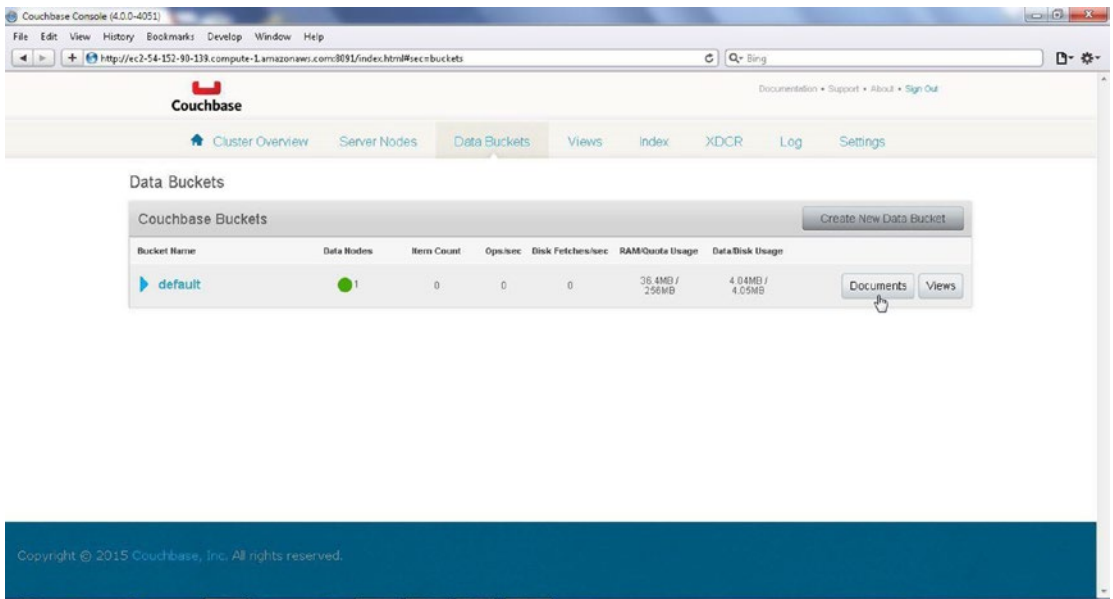 Couchbase Console (4.0.0-4051)
File Edit View History Bookmarks Develop Window Help
http://ec2-54-152-90-139.compute-1.amazonaws.com:8091/index.html#sec=buckets
Q- Bing
Couchbase
Documentation • Support • About • Sign Out
Cluster Overview Server Nodes Data Buckets Views Index XDCR Log Settings
Data Buckets
Couchbase Buckets Create New Data Bucket
Bucket Name Data Nodes Item Count Ops/sec Disk Fetches/sec RAM/Quota Usage Data/Disk Usage
default 1 0 0 0 36.4MB / 256MB 4.04MB / 4.05MB Documents Views
Copyright © 2015 Couchbase, Inc. All rights reserved.